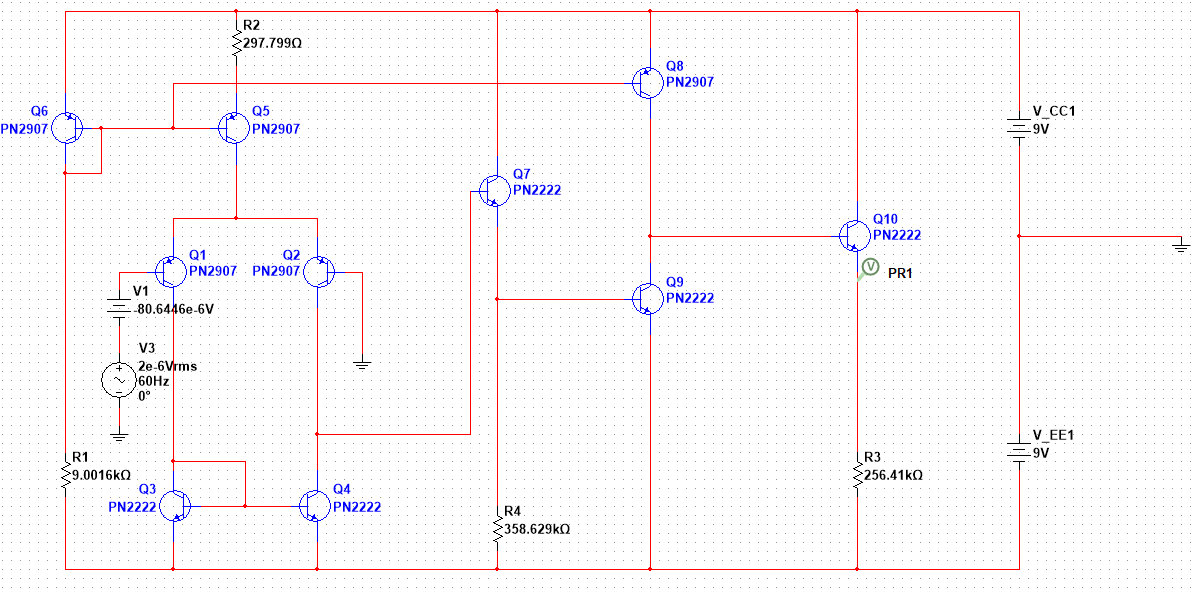 R2
297.799Ω
Q8
PN2907
Q6
PN2907
Q5
PN2907
V_CC1
9V
Q7
PN2222
Q10
PN2222
Q1
PN2907
Q2
PN2907
V
PR1
Q9
PN2222
V1
-80.6446e-6V
V3
2e-6Vrms
60Hz
0°
V_EE1
9V
R1
9.0016kΩ
R3
256.41kΩ
Q3
PN2222
Q4
PN2222
R4
358.629kΩ